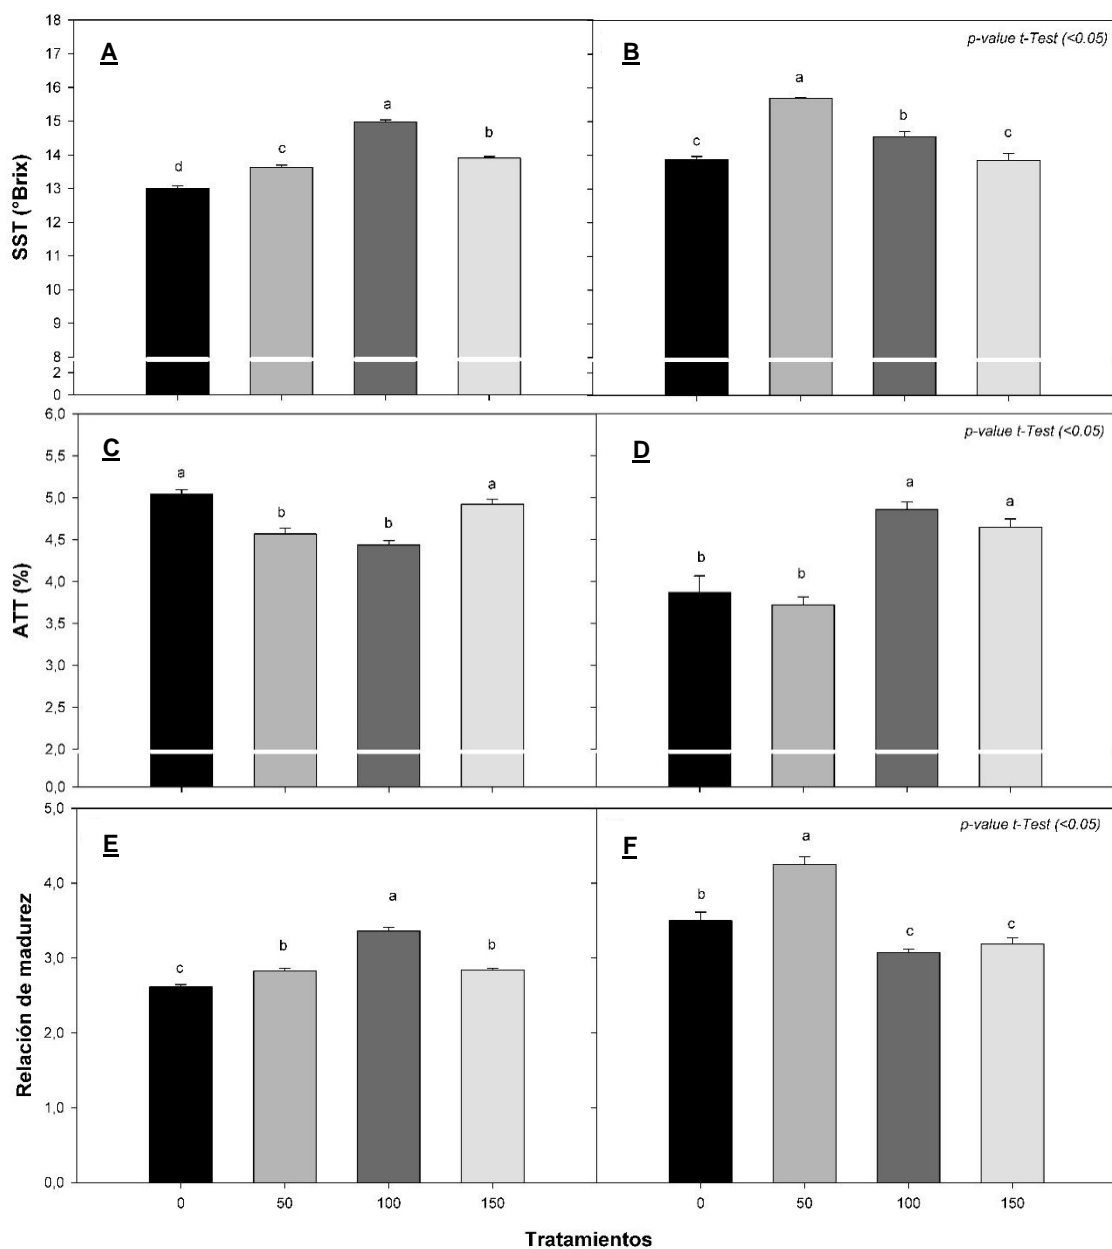 18
17
16
15
14
13
12
11
10
9
8
2
0
SST (°Brix)
A
d
c
a
b
B
p-value t-Test (<0.05)
c
a
b
c
6,0
5,5
5,0
4,5
4,0
3,5
3,0
2,5
2,0
0,0
ATT (%)
C
a
b
b
a
D
p-value t-Test (<0.05)
b
b
a
a
5,0
4,0
3,0
2,0
1,0
0,0
Relación de madurez
E
c
b
a
b
F
p-value t-Test (<0.05)
b
a
c
c
0 50 100 150 0 50 100 150
Tratamientos